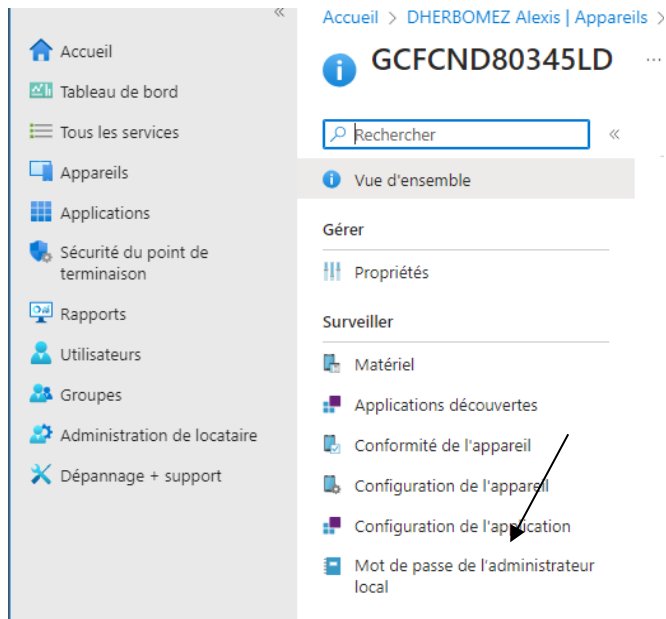 «
Accueil
Tableau de bord
Tous les services
Appareils
Applications
Sécurité du point de
terminaison
Rapports
Utilisateurs
Groupes
Administration de locataire
Dépannage + support
Accueil > DHERBOMEZ Alexis | Appareils >
GCFCND80345LD ...
Rechercher «
Vue d'ensemble
Gérer
Propriétés
Surveiller
Matériel
Applications découvertes
Conformité de l'appareil
Configuration de l'appareil
Configuration de l'application
Mot de passe de l'administrateur
local